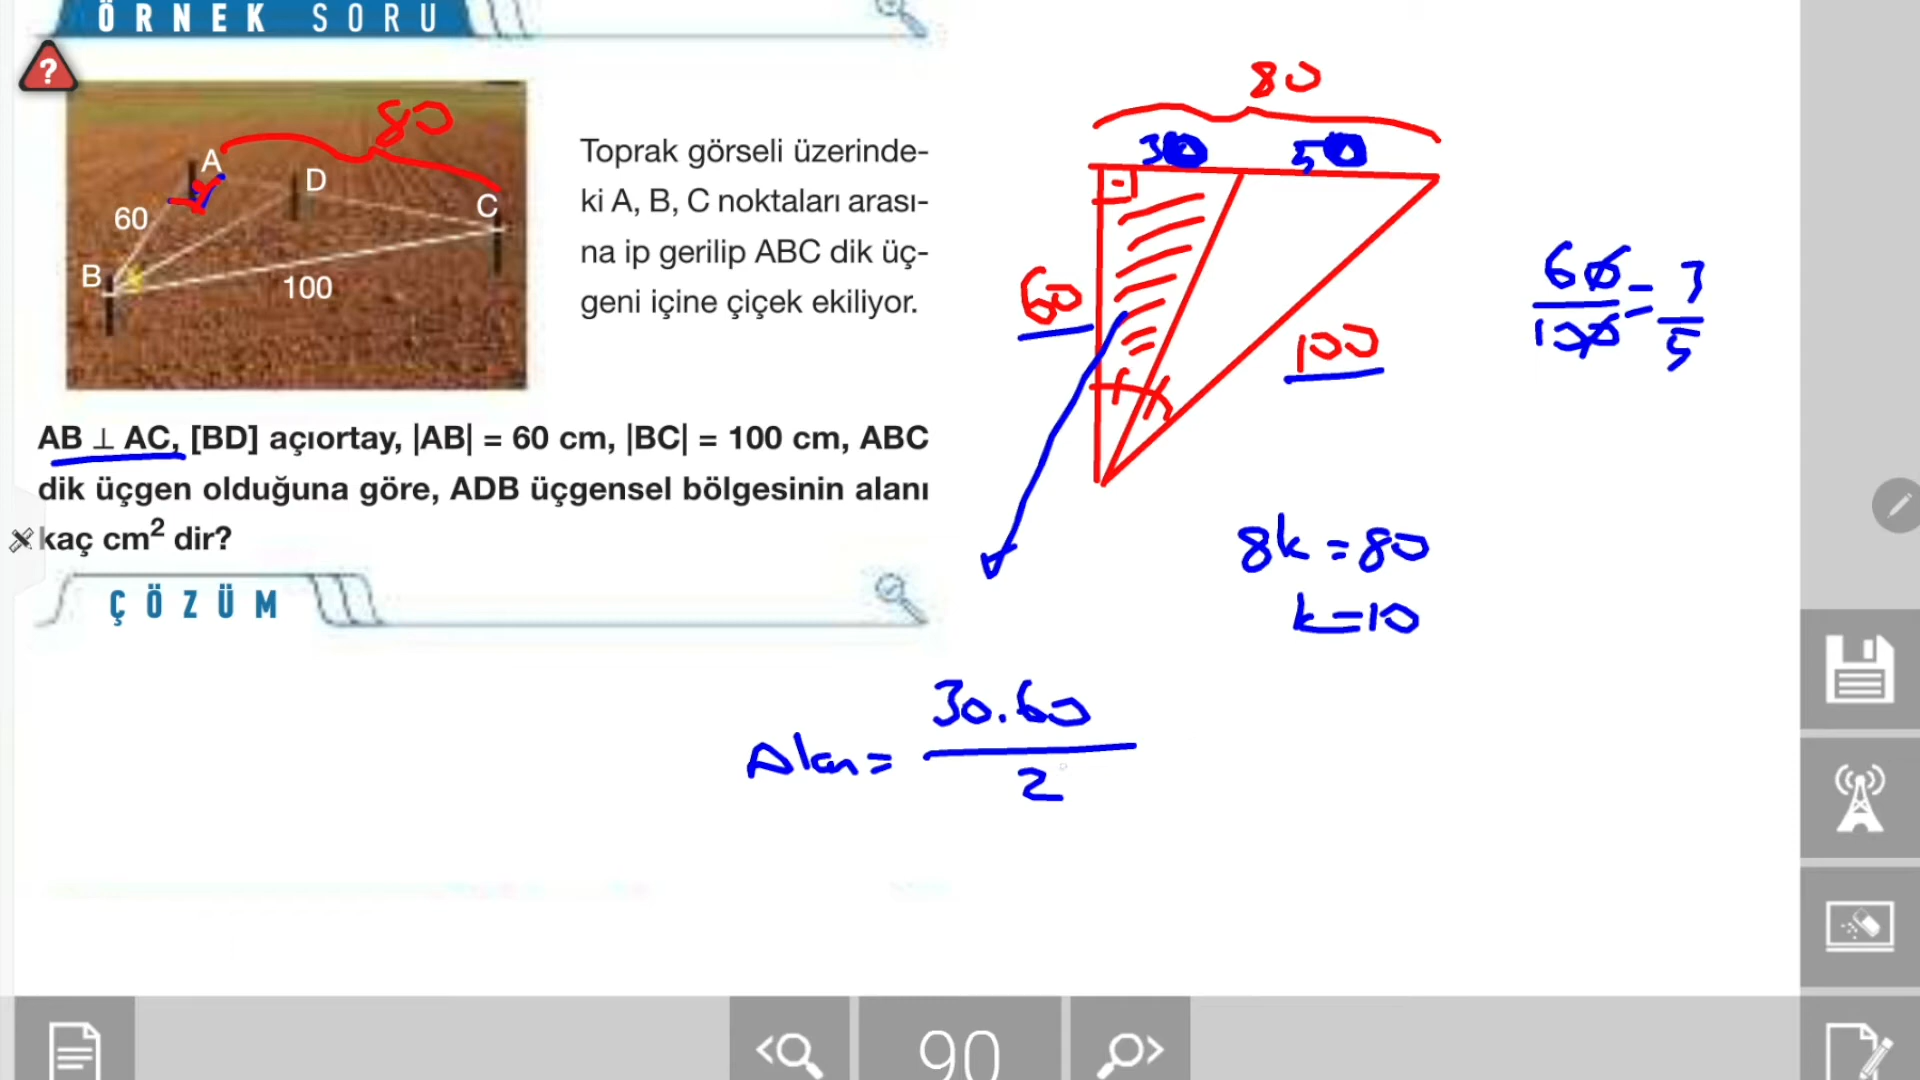 ÖRNEK SORU
?
80
A
D
60
C
B
100
Toprak görseli üzerinde-
ki A, B, C noktaları arası-
na ip gerilip ABC dik üç-
geni içine çiçek ekiliyor.
AB ⊥ AC, [BD] açıortay, |AB| = 60 cm, |BC| = 100 cm, ABC
dik üçgen olduğuna göre, ADB üçgensel bölgesinin alanı
kaç cm² dir?
ÇÖZÜM
80
30 50
60
100
60/100 = 3/5
8k = 80
k = 10
Alan = 30.60/2
90